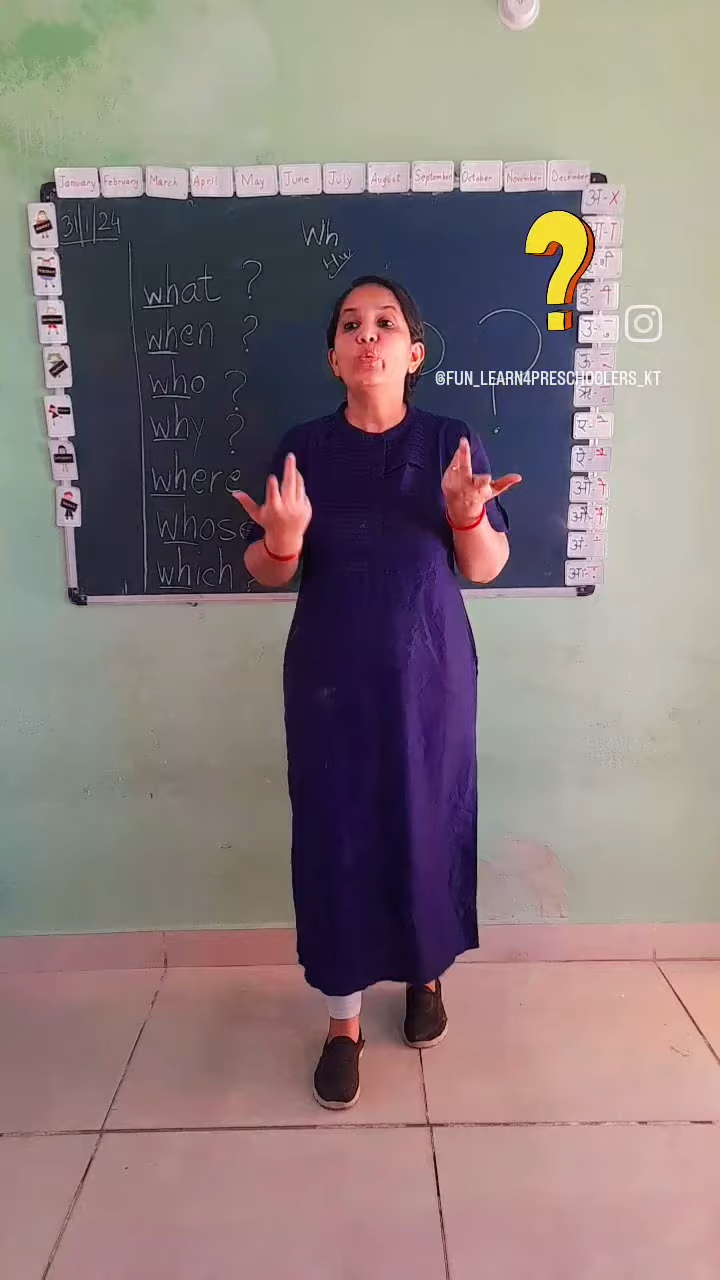 January February March April May June July August September October November December
31/1/24
Wh
Hw
what ?
when ?
who ?
why ?
where
whose
which ?
@FUN_LEARN4PRESCHOOLERS_KT
अ-x
ई-ी
ए-े
ऐ-ै
ओ-ो
औ-ौ
अं-ं
अः-ः